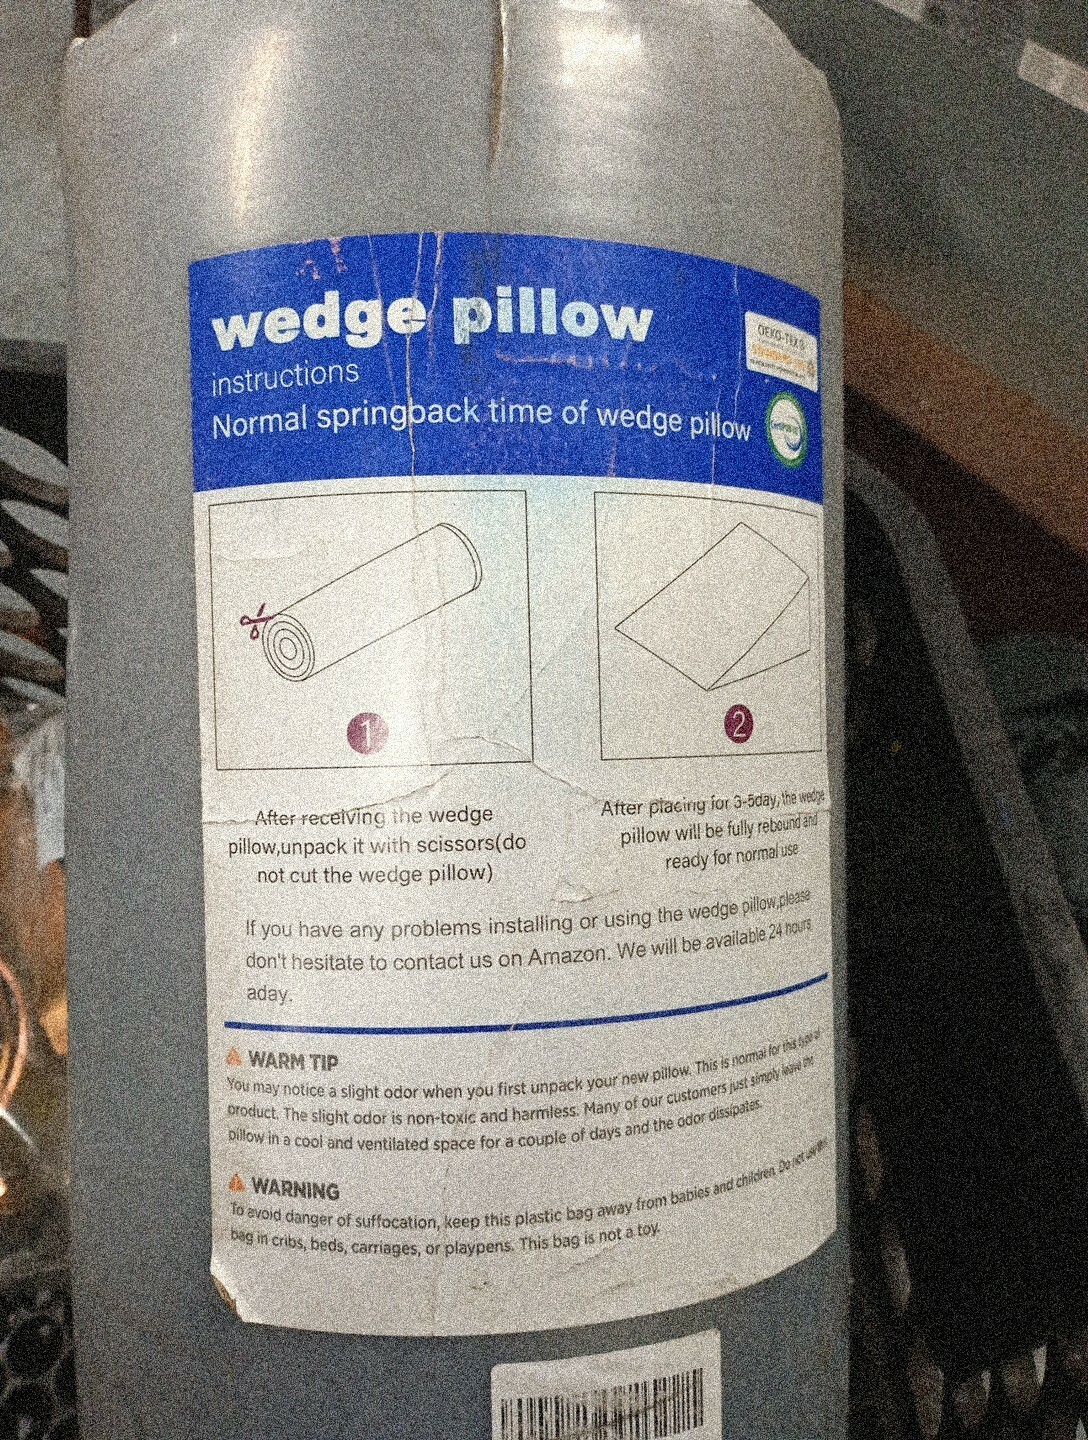 wedge pillow
instructions
Normal springback time of wedge pillow
OEKO-TEX®
1
2
After receiving the wedge
pillow,unpack it with scissors(do
not cut the wedge pillow)
After placing for 3-5day,the wedge
pillow will be fully rebound and
ready for normal use
If you have any problems installing or using the wedge pillow,please
don't hesitate to contact us on Amazon. We will be available 24 hours
aday.
WARM TIP
You may notice a slight odor when you first unpack your new pillow. This is normal for this type of
product. The slight odor is non-toxic and harmless. Many of our customers just simply leave the
pillow in a cool and ventilated space for a couple of days and the odor dissipates.
WARNING
To avoid danger of suffocation, keep this plastic bag away from babies and children. Do not use this
bag in cribs, beds, carriages, or playpens. This bag is not a toy.